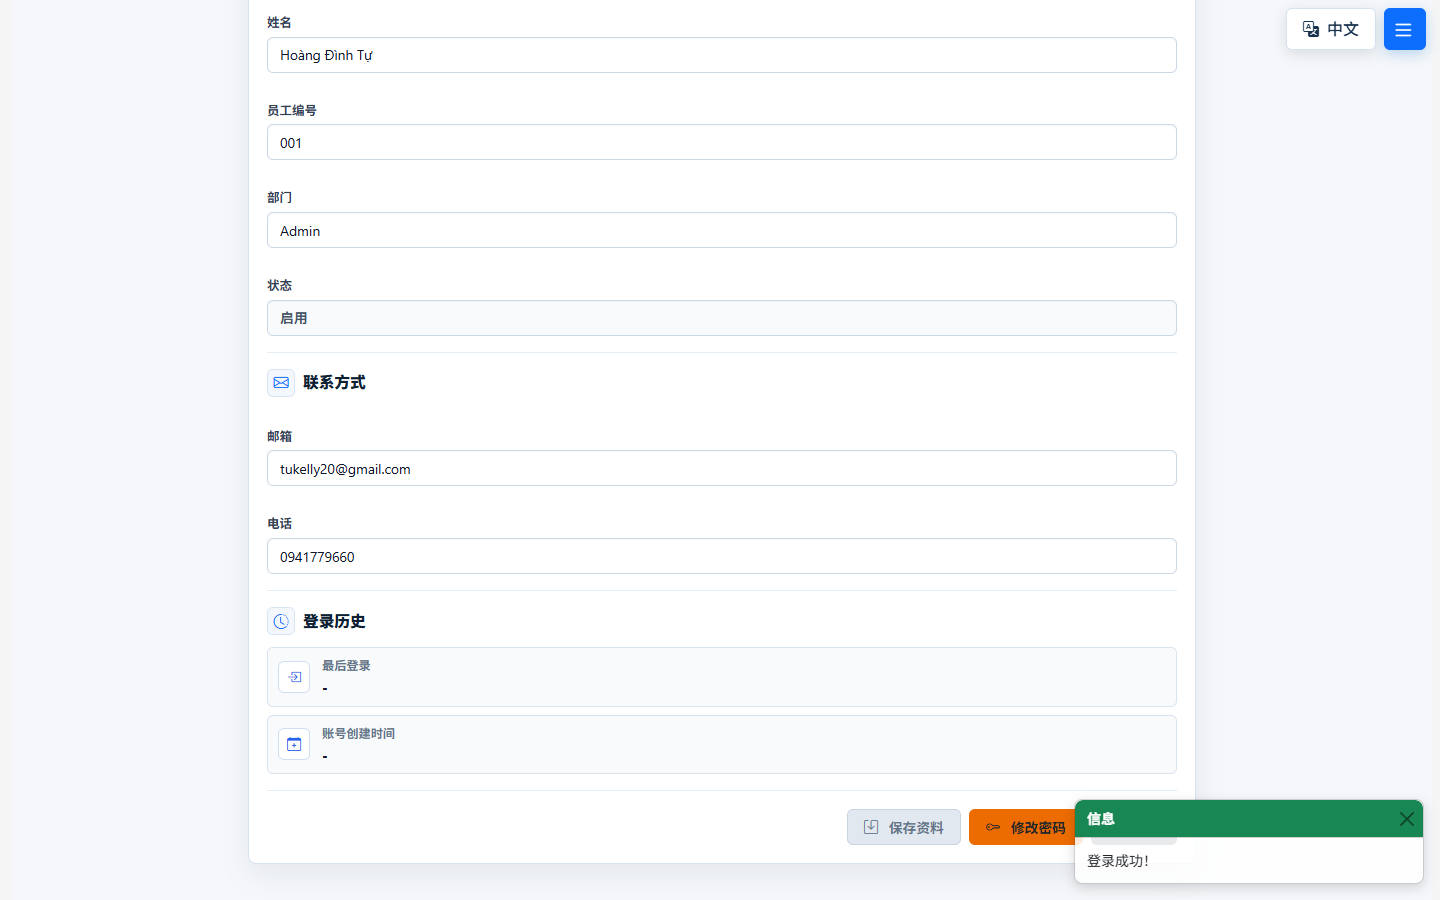 中文
姓名
Hoàng Đình Tự
员工编号
001
部门
Admin
状态
启用
联系方式
邮箱
tukelly20@gmail.com
电话
0941779660
登录历史
最后登录
-
账号创建时间
-
保存资料
修改密码
信息
登录成功！